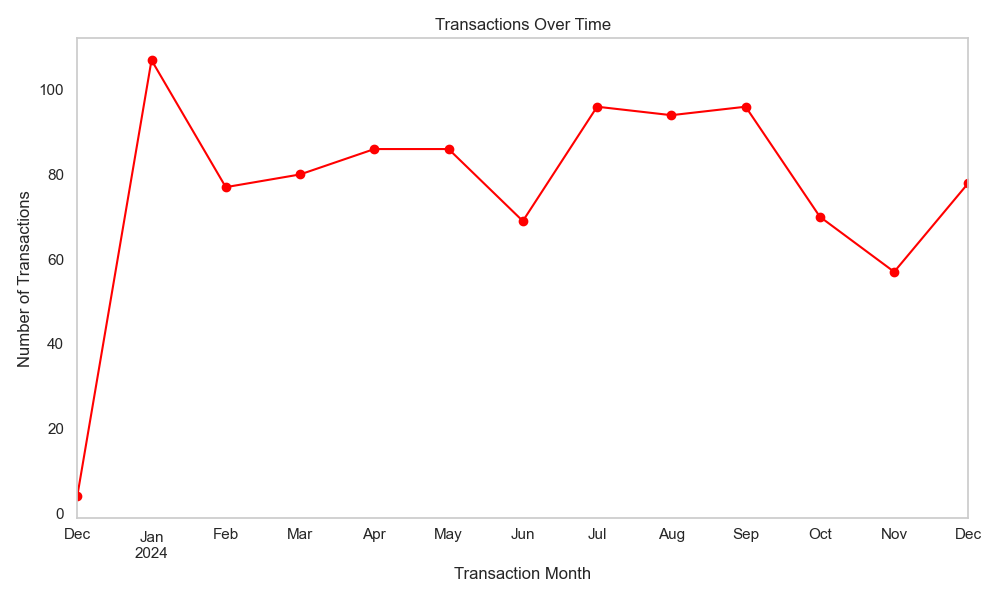 Transactions Over Time
Number of Transactions
100
80
60
40
20
0
Dec Jan Feb Mar Apr May Jun Jul Aug Sep Oct Nov Dec
2024
Transaction Month